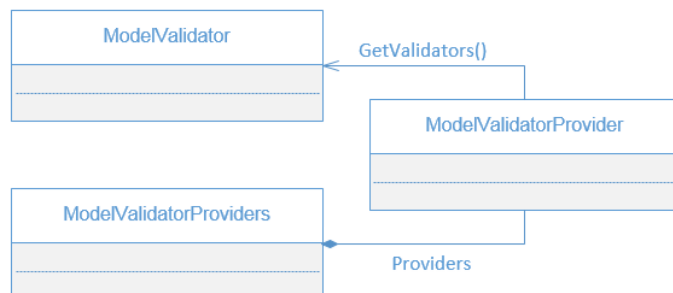 ModelValidator
GetValidators()
ModelValidatorProvider
ModelValidatorProviders
Providers